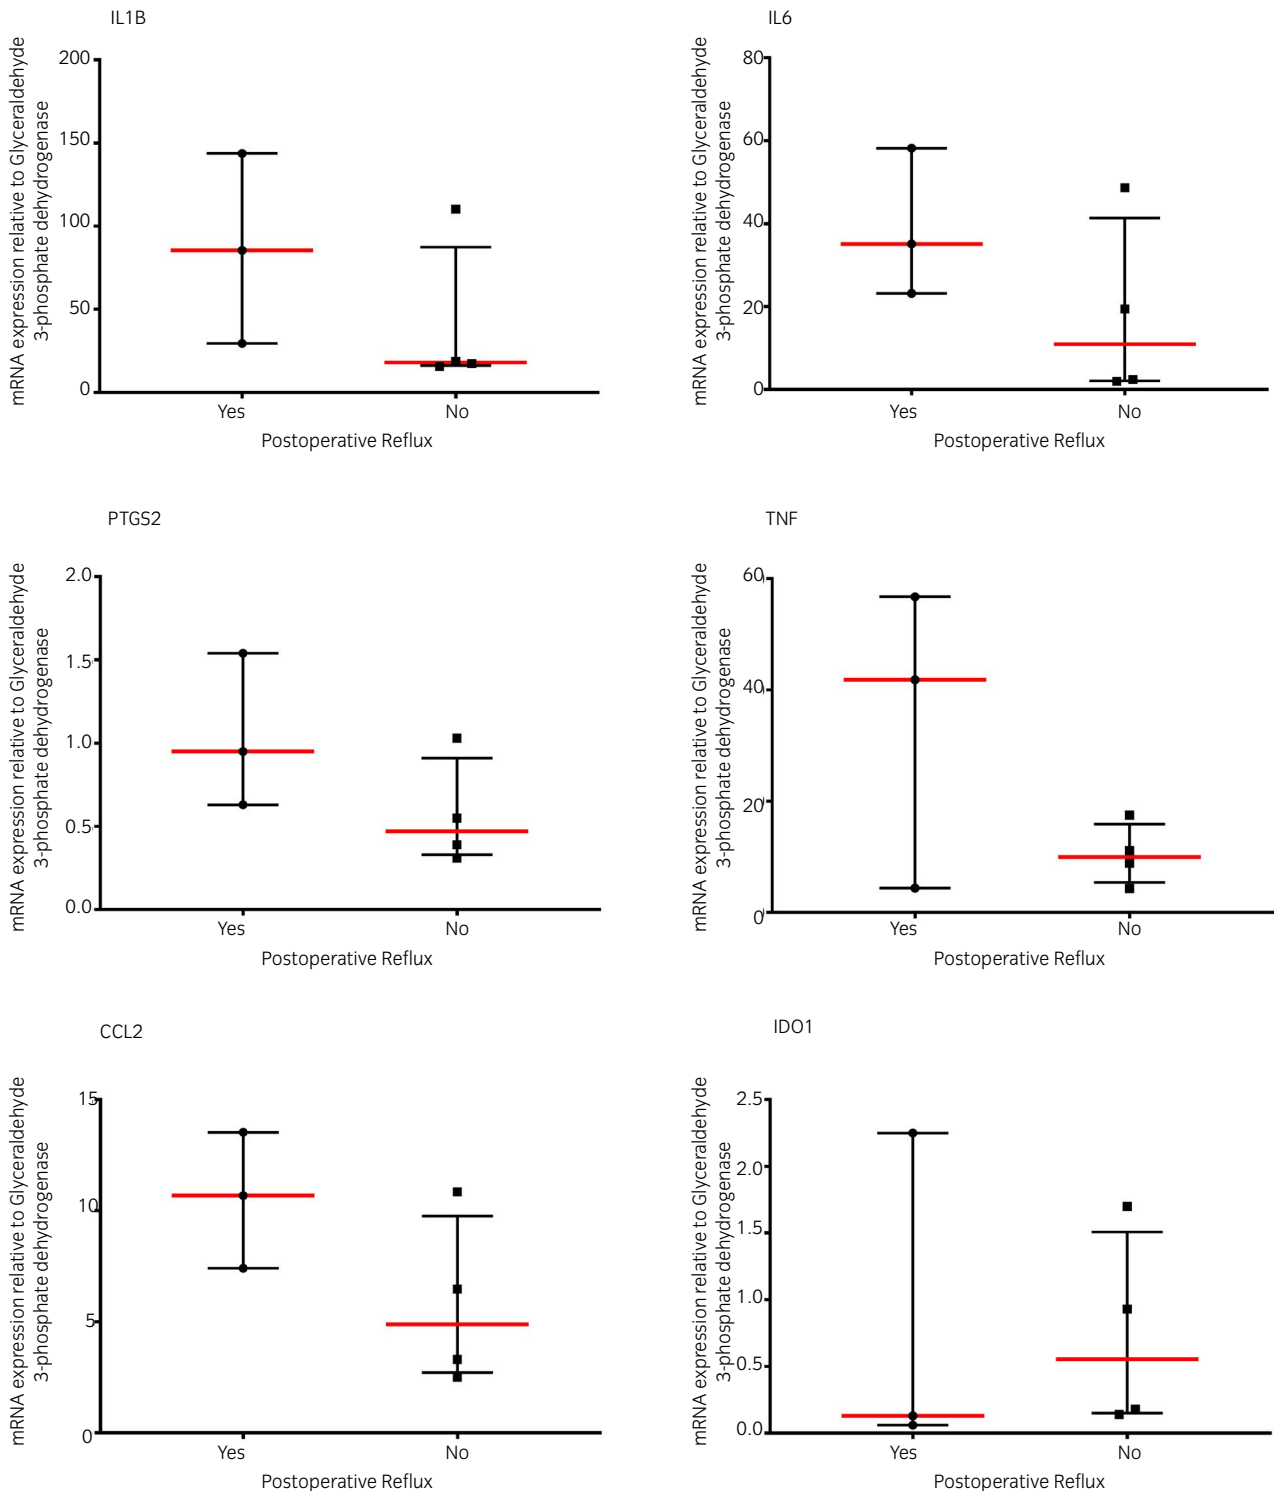 IL1B
mRNA expression relative to Glyceraldehyde
3-phosphate dehydrogenase
200
150
100
50
0
Yes
No
Postoperative Reflux
IL6
mRNA expression relative to Glyceraldehyde
3-phosphate dehydrogenase
80
60
40
20
0
Yes
No
Postoperative Reflux
PTGS2
mRNA expression relative to Glyceraldehyde
3-phosphate dehydrogenase
2.0
1.5
1.0
0.5
0.0
Yes
No
Postoperative Reflux
TNF
mRNA expression relative to Glyceraldehyde
3-phosphate dehydrogenase
60
40
20
0
Yes
No
Postoperative Reflux
CCL2
mRNA expression relative to Glyceraldehyde
3-phosphate dehydrogenase
15
10
5
0
Yes
No
Postoperative Reflux
IDO1
mRNA expression relative to Glyceraldehyde
3-phosphate dehydrogenase
2.5
2.0
1.5
1.0
0.5
0.0
Yes
No
Postoperative Reflux